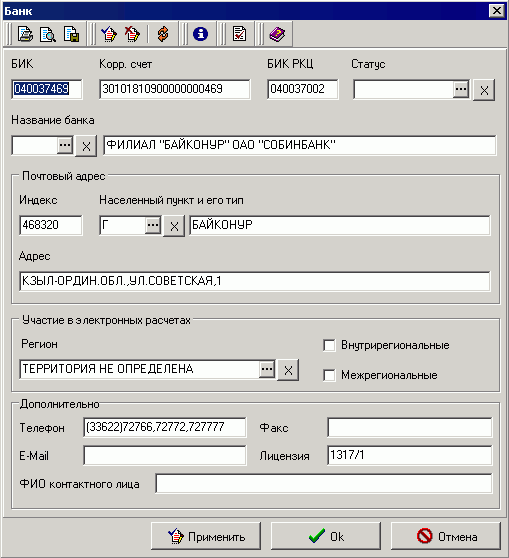 Банк
БИК Корр. счет БИК РКЦ Статус
040037469 30101810900000000469 040037002 ... X
Название банка
... X ФИЛИАЛ "БАЙКОНУР" ОАО "СОБИНБАНК"
Почтовый адрес
Индекс Населенный пункт и его тип
468320 Г ... X БАЙКОНУР
Адрес
КЗЫЛ-ОРДИН.ОБЛ.,УЛ.СОВЕТСКАЯ,1
Участие в электронных расчетах
Регион Внутрирегиональные
ТЕРРИТОРИЯ НЕ ОПРЕДЕЛЕНА ... X Межрегиональные
Дополнительно
Телефон (33622)72766,72772,727777 Факс
E-Mail Лицензия 1317/1
ФИО контактного лица
Применить Ok Отмена